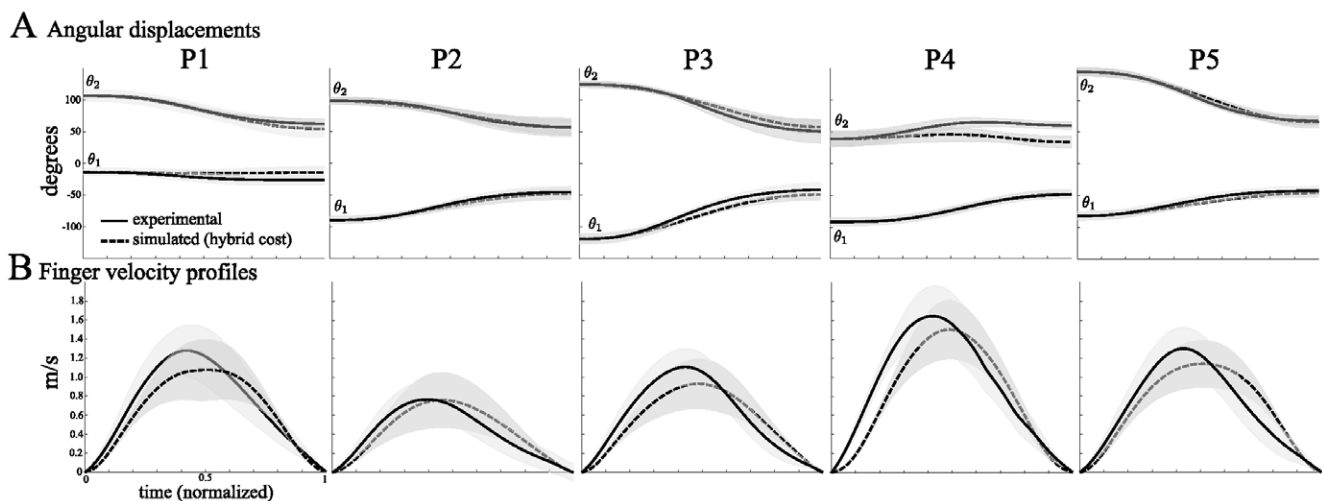 A Angular displacements
P1 P2 P3 P4 P5
θ2 θ2 θ2 θ2 θ2
degrees
100
50
0
-50
-100
θ1 θ1 θ1 θ1 θ1
experimental
simulated (hybrid cost)
B Finger velocity profiles
m/s
1.8
1.6
1.4
1.2
1.0
0.8
0.6
0.4
0.2
0
0 0.5 1
time (normalized)